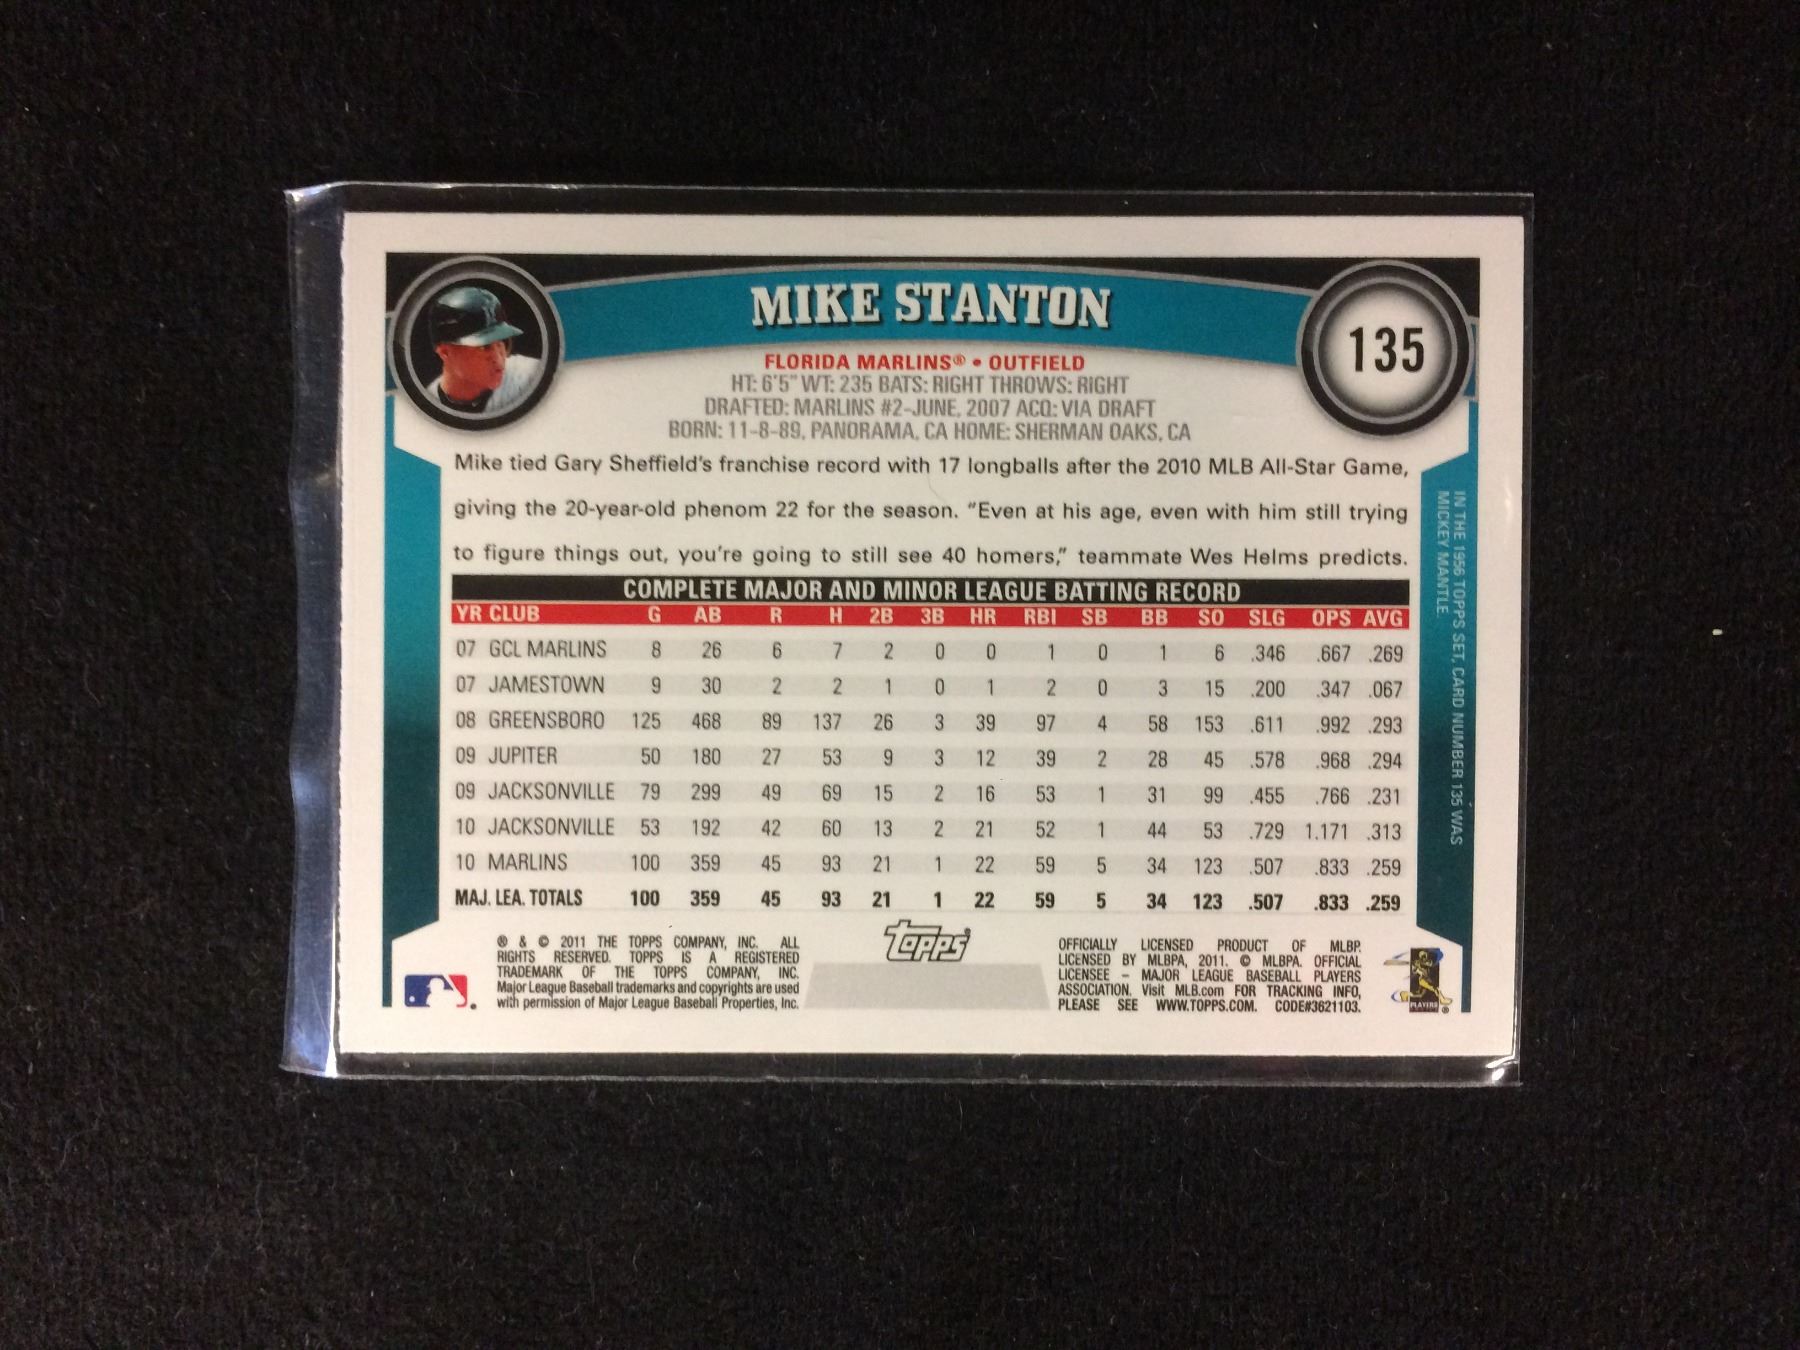 MIKE STANTON
135
FLORIDA MARLINS® • OUTFIELD
HT: 6'5" WT: 235 BATS: RIGHT THROWS: RIGHT
DRAFTED: MARLINS #2-JUNE, 2007 ACQ: VIA DRAFT
BORN: 11-8-89, PANORAMA, CA HOME: SHERMAN OAKS, CA
Mike tied Gary Sheffield's franchise record with 17 longballs after the 2010 MLB All-Star Game,
giving the 20-year-old phenom 22 for the season. "Even at his age, even with him still trying
to figure things out, you're going to still see 40 homers," teammate Wes Helms predicts.
COMPLETE MAJOR AND MINOR LEAGUE BATTING RECORD
YR CLUB G AB R H 2B 3B HR RBI SB BB SO SLG OPS AVG
07 GCL MARLINS 8 26 6 7 2 0 0 1 0 1 6 .346 .667 .269
07 JAMESTOWN 9 30 2 2 1 0 1 2 0 3 15 .200 .347 .067
08 GREENSBORO 125 468 89 137 26 3 39 97 4 58 153 .611 .992 .293
09 JUPITER 50 180 27 53 9 3 12 39 2 28 45 .578 .968 .294
09 JACKSONVILLE 79 299 49 69 15 2 16 53 1 31 99 .455 .766 .231
10 JACKSONVILLE 53 192 42 60 13 2 21 52 1 44 53 .729 1.171 .313
10 MARLINS 100 359 45 93 21 1 22 59 5 34 123 .507 .833 .259
MAJ. LEA. TOTALS 100 359 45 93 21 1 22 59 5 34 123 .507 .833 .259
IN THE 1956 TOPPS SET, CARD NUMBER 135 WAS
MICKEY MANTLE.
® & © 2011 THE TOPPS COMPANY, INC. ALL
RIGHTS RESERVED. TOPPS IS A REGISTERED
TRADEMARK OF THE TOPPS COMPANY, INC.
Major League Baseball trademarks and copyrights are used
with permission of Major League Baseball Properties, Inc.
Topps®
OFFICIALLY LICENSED PRODUCT OF MLBP.
LICENSED BY MLBPA, 2011. © MLBPA. OFFICIAL
LICENSEE – MAJOR LEAGUE BASEBALL PLAYERS
ASSOCIATION. Visit MLB.com FOR TRACKING INFO,
PLEASE SEE WWW.TOPPS.COM. CODE#3621103.
PLAYERS